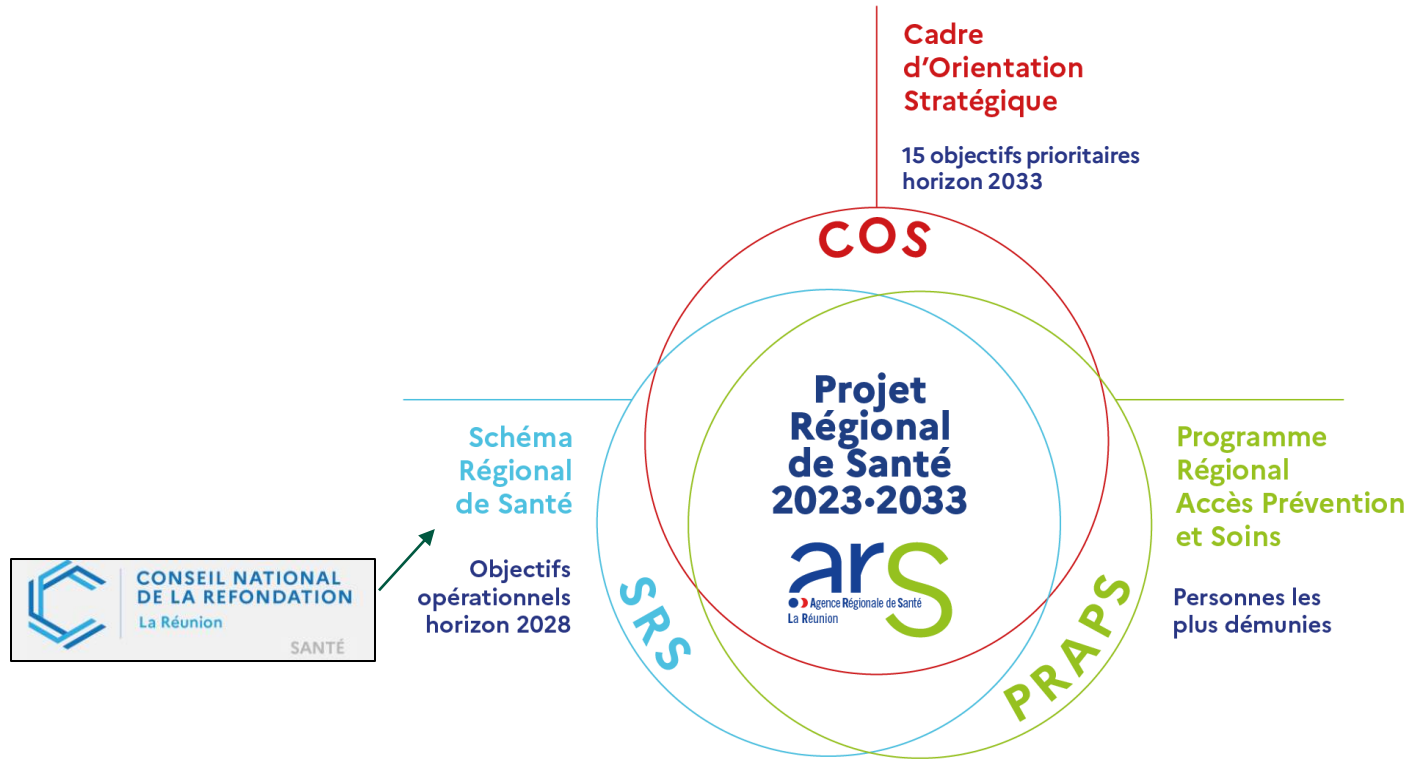 Cadre
d'Orientation
Stratégique
15 objectifs prioritaires
horizon 2033
COS
Projet
Régional
de Santé
2023•2033
ars
Agence Régionale de Santé
La Réunion
Schéma
Régional
de Santé
Objectifs
opérationnels
horizon 2028
SRS
CONSEIL NATIONAL
DE LA REFONDATION
La Réunion
SANTÉ
Programme
Régional
Accès Prévention
et Soins
Personnes les
plus démunies
PRAPS